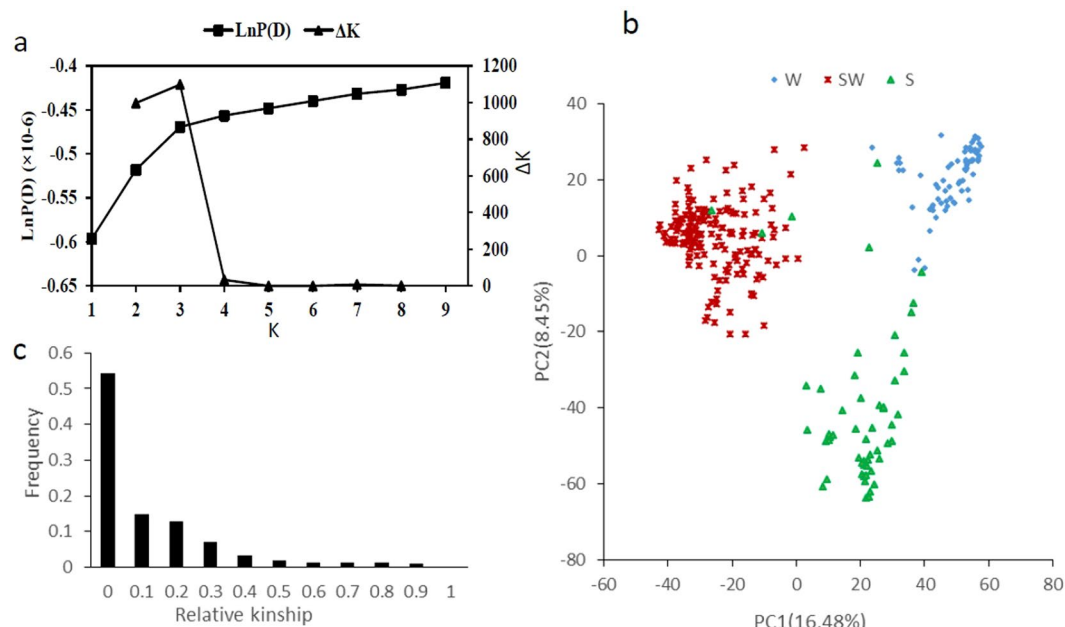 a
LnP(D) ΔK
-0.4
-0.45
-0.5
-0.55
-0.6
-0.65
LnP(D) (×10-6)
1200
1000
800
600
400
200
0
ΔK
1 2 3 4 5 6 7 8 9
K
b
W SW S
40
20
0
-20
-40
-60
-80
PC2(8.45%)
-60 -40 -20 0 20 40 60 80
PC1(16.48%)
c
0.6
0.5
0.4
0.3
0.2
0.1
0
Frequency
0 0.1 0.2 0.3 0.4 0.5 0.6 0.7 0.8 0.9 1
Relative kinship